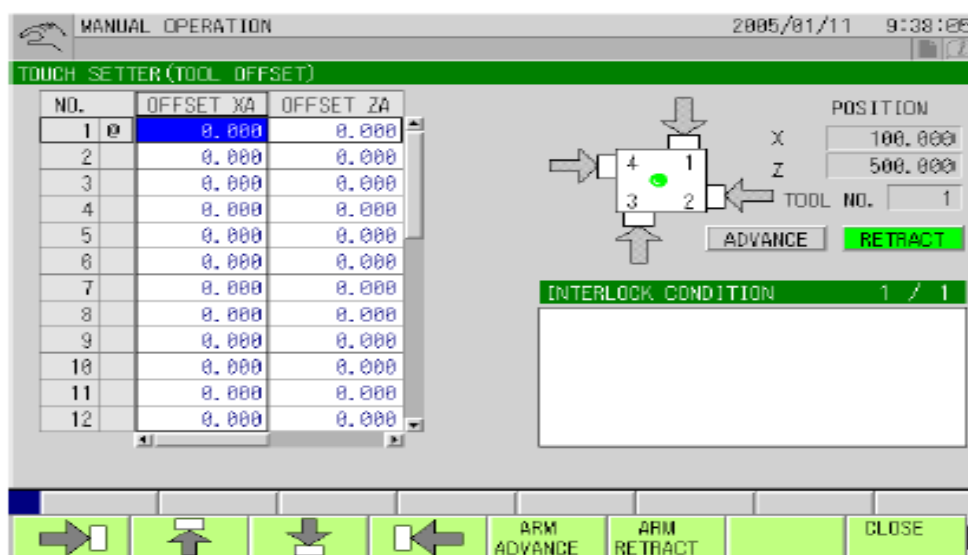 MANUAL OPERATION 2005/01/11 9:38:06
TOUCH SETTER(TOOL OFFSET)
NO. OFFSET XA OFFSET ZA
1 @ 0.000 0.000
2 0.000 0.000
3 0.000 0.000
4 0.000 0.000
5 0.000 0.000
6 0.000 0.000
7 0.000 0.000
8 0.000 0.000
9 0.000 0.000
10 0.000 0.000
11 0.000 0.000
12 0.000 0.000
4 1
3 2
POSITION
X 100.000
Z 500.000
TOOL NO. 1
ADVANCE RETRACT
INTERLOCK CONDITION 1 / 1
ARM ADVANCE
ARM RETRACT
CLOSE